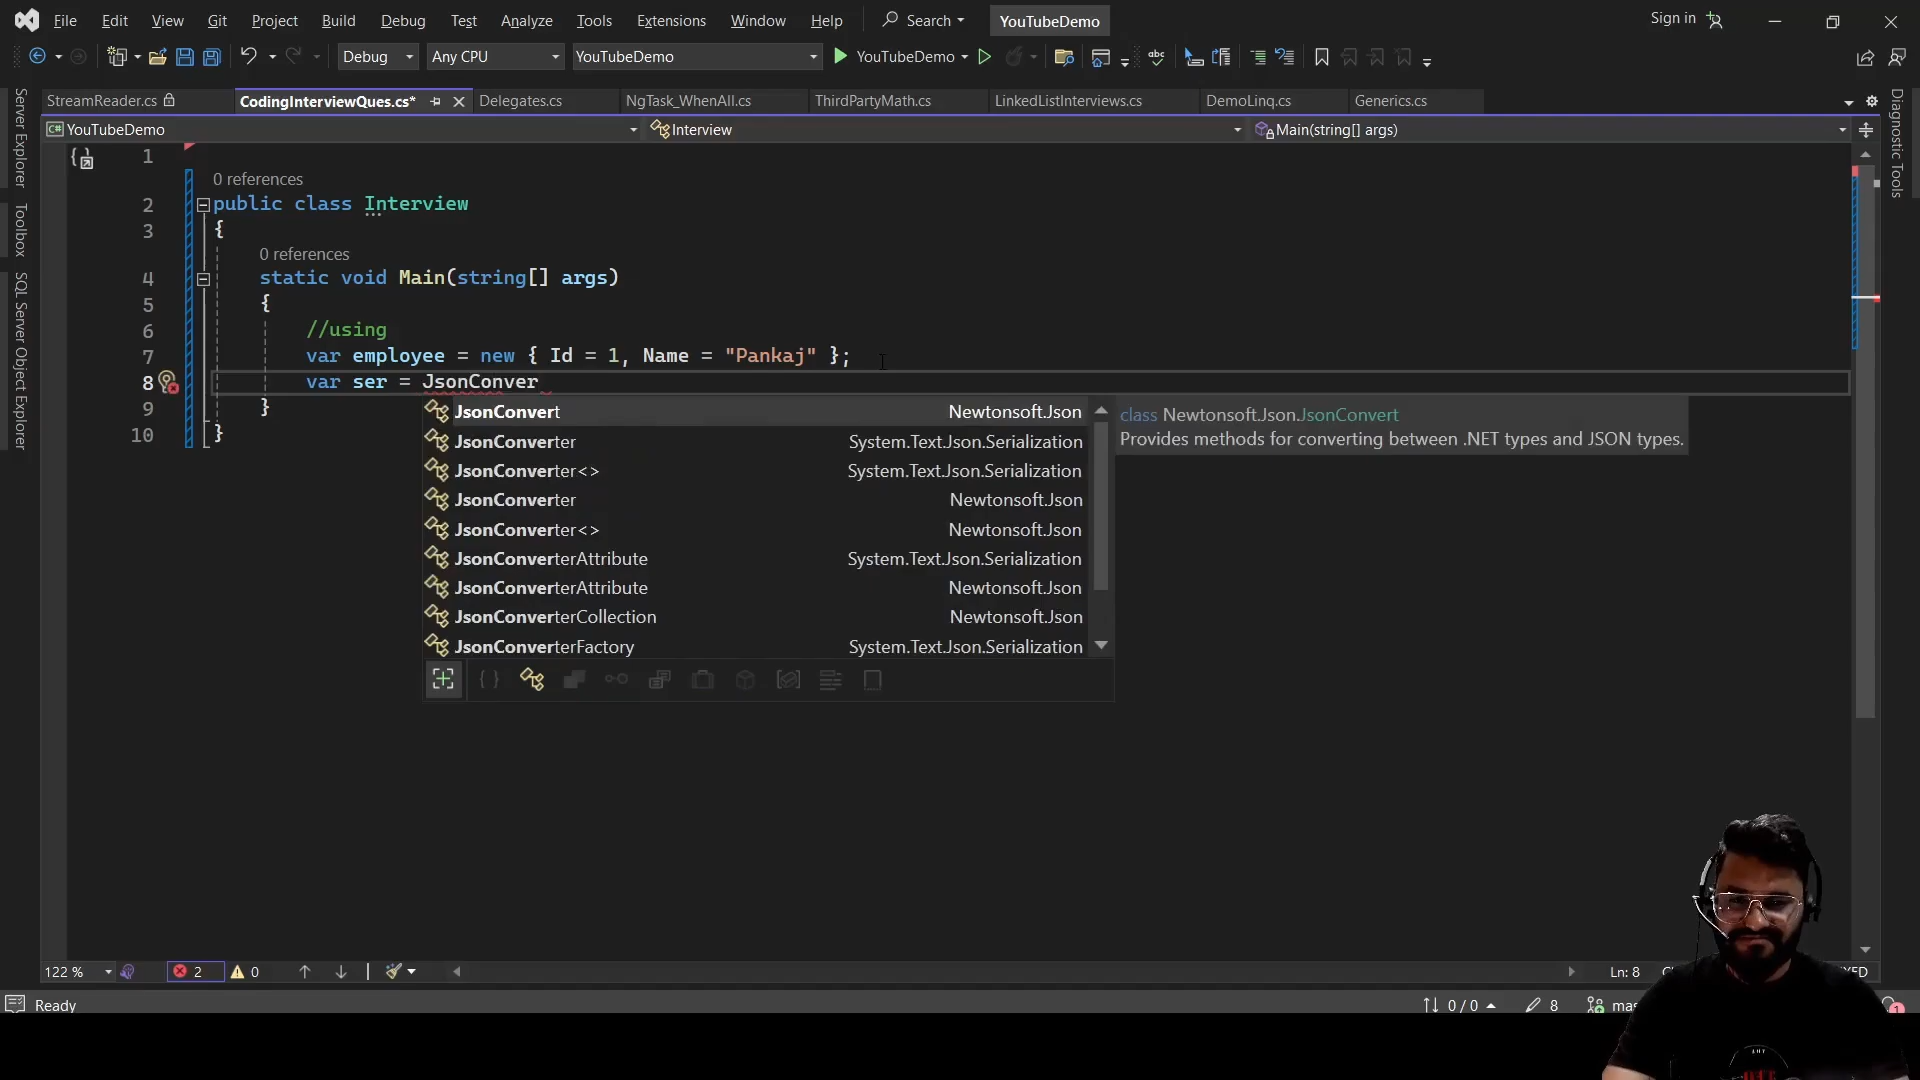 File Edit View Git Project Build Debug Test Analyze Tools Extensions Window Help Search YouTubeDemo Sign in
Debug Any CPU YouTubeDemo YouTubeDemo
StreamReader.cs CodingInterviewQues.cs* Delegates.cs NgTask_WhenAll.cs ThirdPartyMath.cs LinkedListInterviews.cs DemoLinq.cs Generics.cs
C# YouTubeDemo Interview Main(string[] args)
Server Explorer
Toolbox
SQL Server Object Explorer
Diagnostic Tools
1
0 references
2 public class Interview
3 {
0 references
4 static void Main(string[] args)
5 {
6 //using
7 var employee = new { Id = 1, Name = "Pankaj" };
8 var ser = JsonConver
9 }
10 }
JsonConvert Newtonsoft.Json
JsonConverter System.Text.Json.Serialization
JsonConverter<> System.Text.Json.Serialization
JsonConverter Newtonsoft.Json
JsonConverter<> Newtonsoft.Json
JsonConverterAttribute System.Text.Json.Serialization
JsonConverterAttribute Newtonsoft.Json
JsonConverterCollection Newtonsoft.Json
JsonConverterFactory System.Text.Json.Serialization
class Newtonsoft.Json.JsonConvert
Provides methods for converting between .NET types and JSON types.
122 % 2 0 Ln: 8
Ready 0 / 0 8